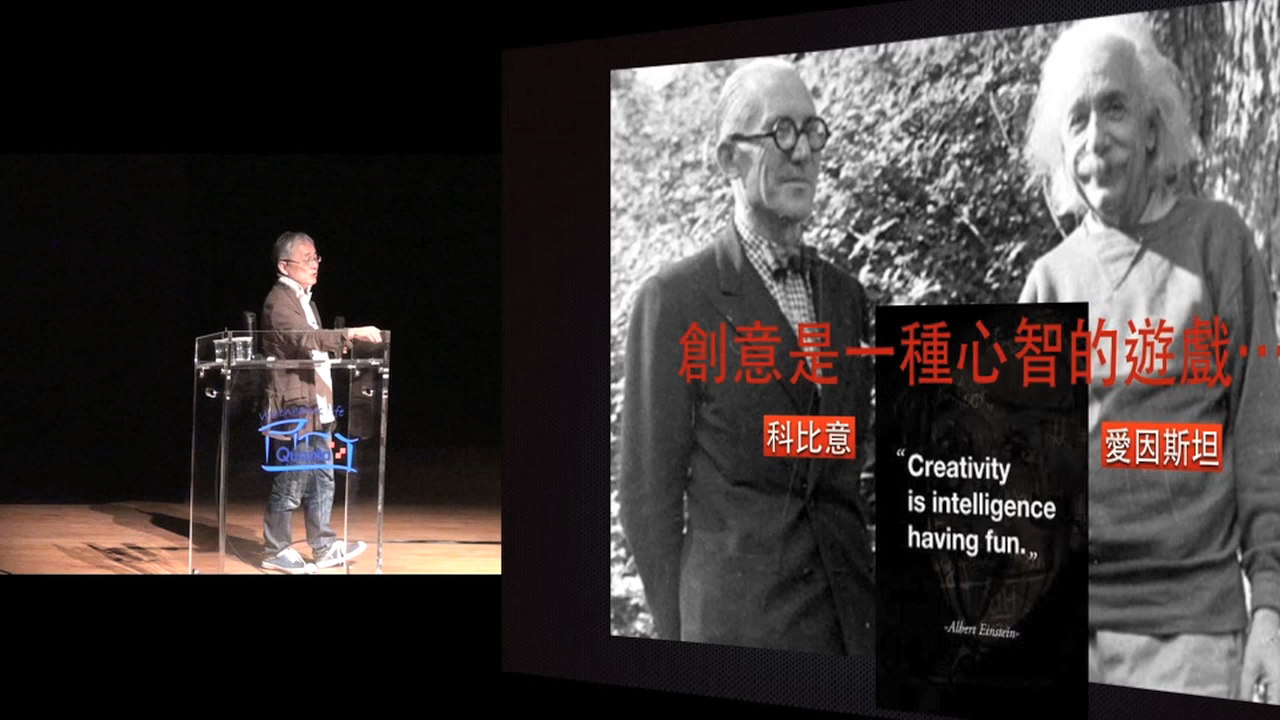 創意是一種心智的遊戲…
科比意
愛因斯坦
“Creativity
is intelligence
having fun.„
-Albert Einstein-
Quanta